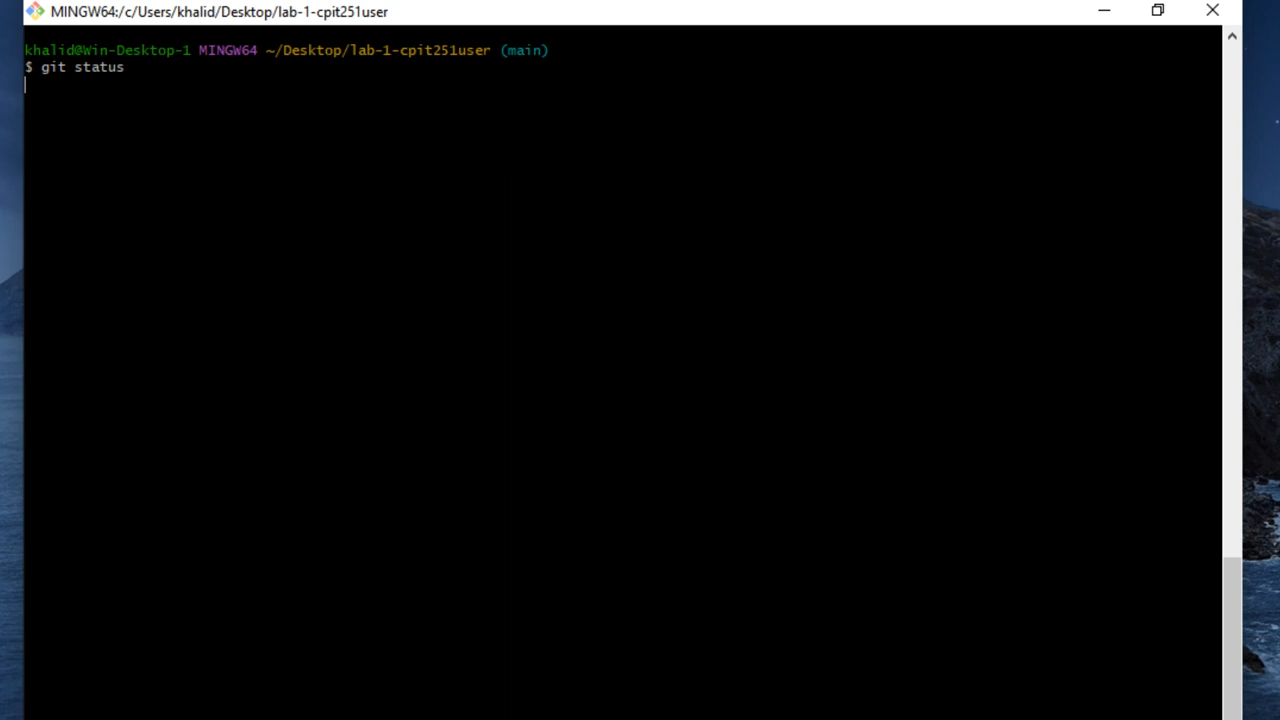 MINGW64:/c/Users/khalid/Desktop/lab-1-cpit251user
khalid@Win-Desktop-1 MINGW64 ~/Desktop/lab-1-cpit251user (main)
$ git status